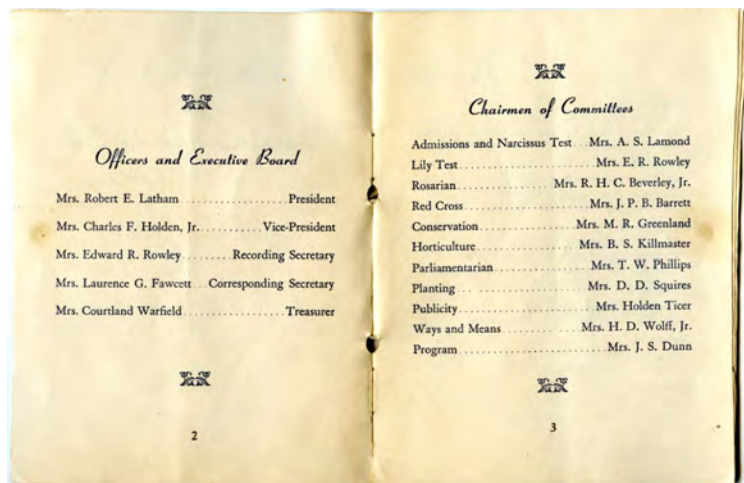 Officers and Executive Board
Mrs. Robert E. Latham ................ President
Mrs. Charles F. Holden, Jr. .......... Vice-President
Mrs. Edward R. Rowley ......... Recording Secretary
Mrs. Laurence G. Fawcett ... Corresponding Secretary
Mrs. Courtland Warfield ............... Treasurer
2
Chairmen of Committees
Admissions and Narcissus Test ... Mrs. A. S. Lamond
Lily Test ....................... Mrs. E. R. Rowley
Rosarian ................ Mrs. R. H. C. Beverley, Jr.
Red Cross ...................... Mrs. J. P. B. Barrett
Conservation ................. Mrs. M. R. Greenland
Horticulture ................. Mrs. B. S. Killmaster
Parliamentarian ................ Mrs. T. W. Phillips
Planting ....................... Mrs. D. D. Squires
Publicity ...................... Mrs. Holden Ticer
Ways and Means ............ Mrs. H. D. Wolff, Jr.
Program ......................... Mrs. J. S. Dunn
3